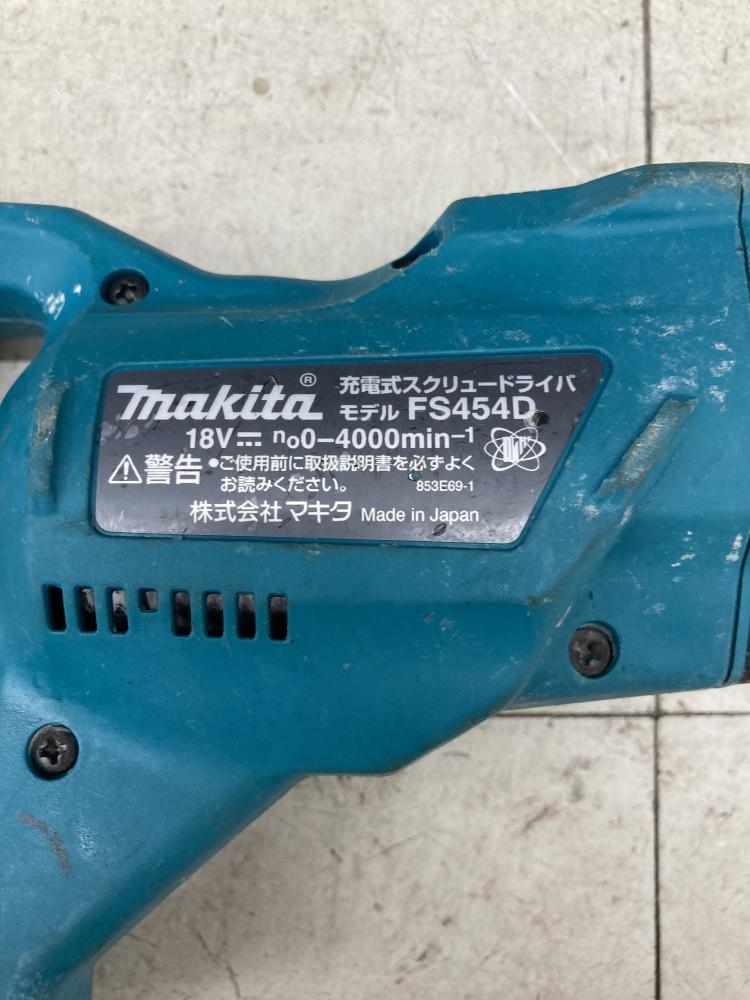 makita® 充電式スクリュードライバ
モデル FS454D
18V⎓ n₀0−4000min⁻¹
⚠警告 •ご使用前に取扱説明書を必ずよく
お読みください。 853E69-1
株式会社 マキタ Made in Japan